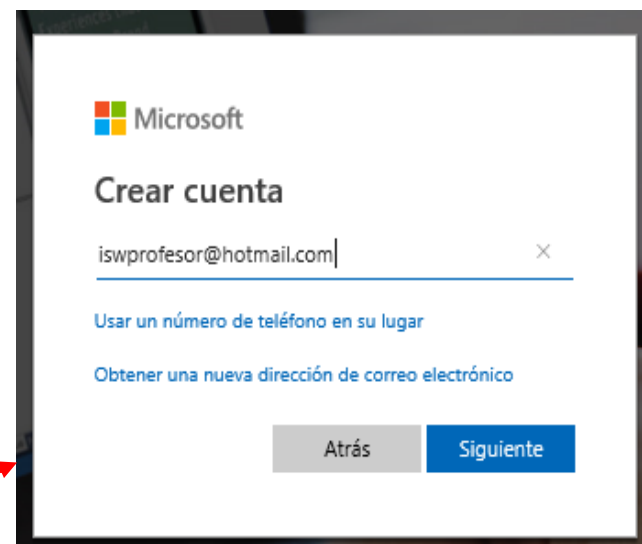 Experiences
Microsoft
Crear cuenta
iswprofesor@hotmail.com
Usar un número de teléfono en su lugar
Obtener una nueva dirección de correo electrónico
Atrás
Siguiente